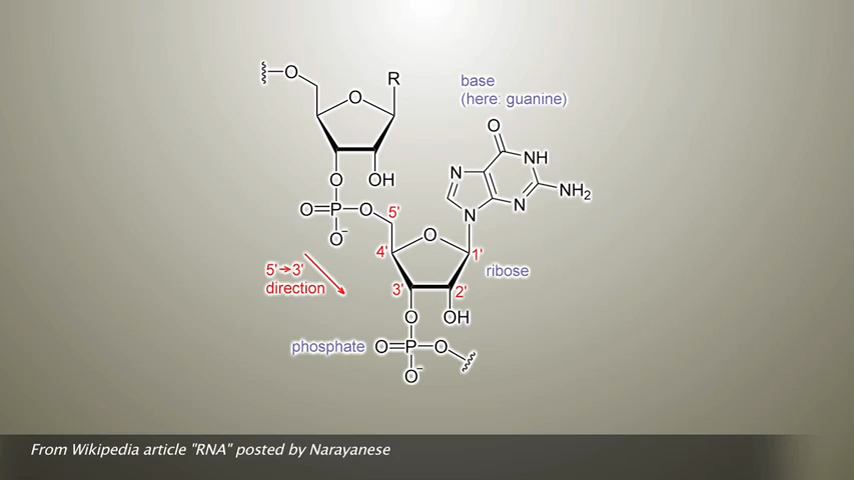 O
O
R
base
(here: guanine)
O
OH
O
NH
N
NH₂
N
N
O=P—O
O⁻
5'
O
4'
1'
5'→3'
direction
ribose
3'
2'
O
OH
phosphate
O=P—O
O⁻
From Wikipedia article "RNA" posted by Narayanese